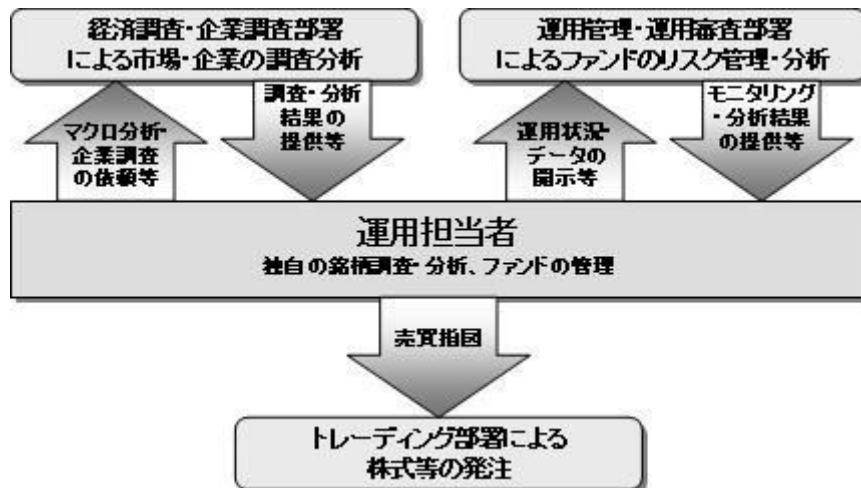 経済調査・企業調査部署
による市場・企業の調査分析
運用管理・運用審査部署
によるファンドのリスク管理・分析
マクロ分析・
企業調査
の依頼等
調査・分析
結果の
提供等
運用状況・
データの
開示等
モニタリング
・分析結果
の提供等
運用担当者
独自の銘柄調査・分析、ファンドの管理
売買指図
トレーディング部署による
株式等の発注